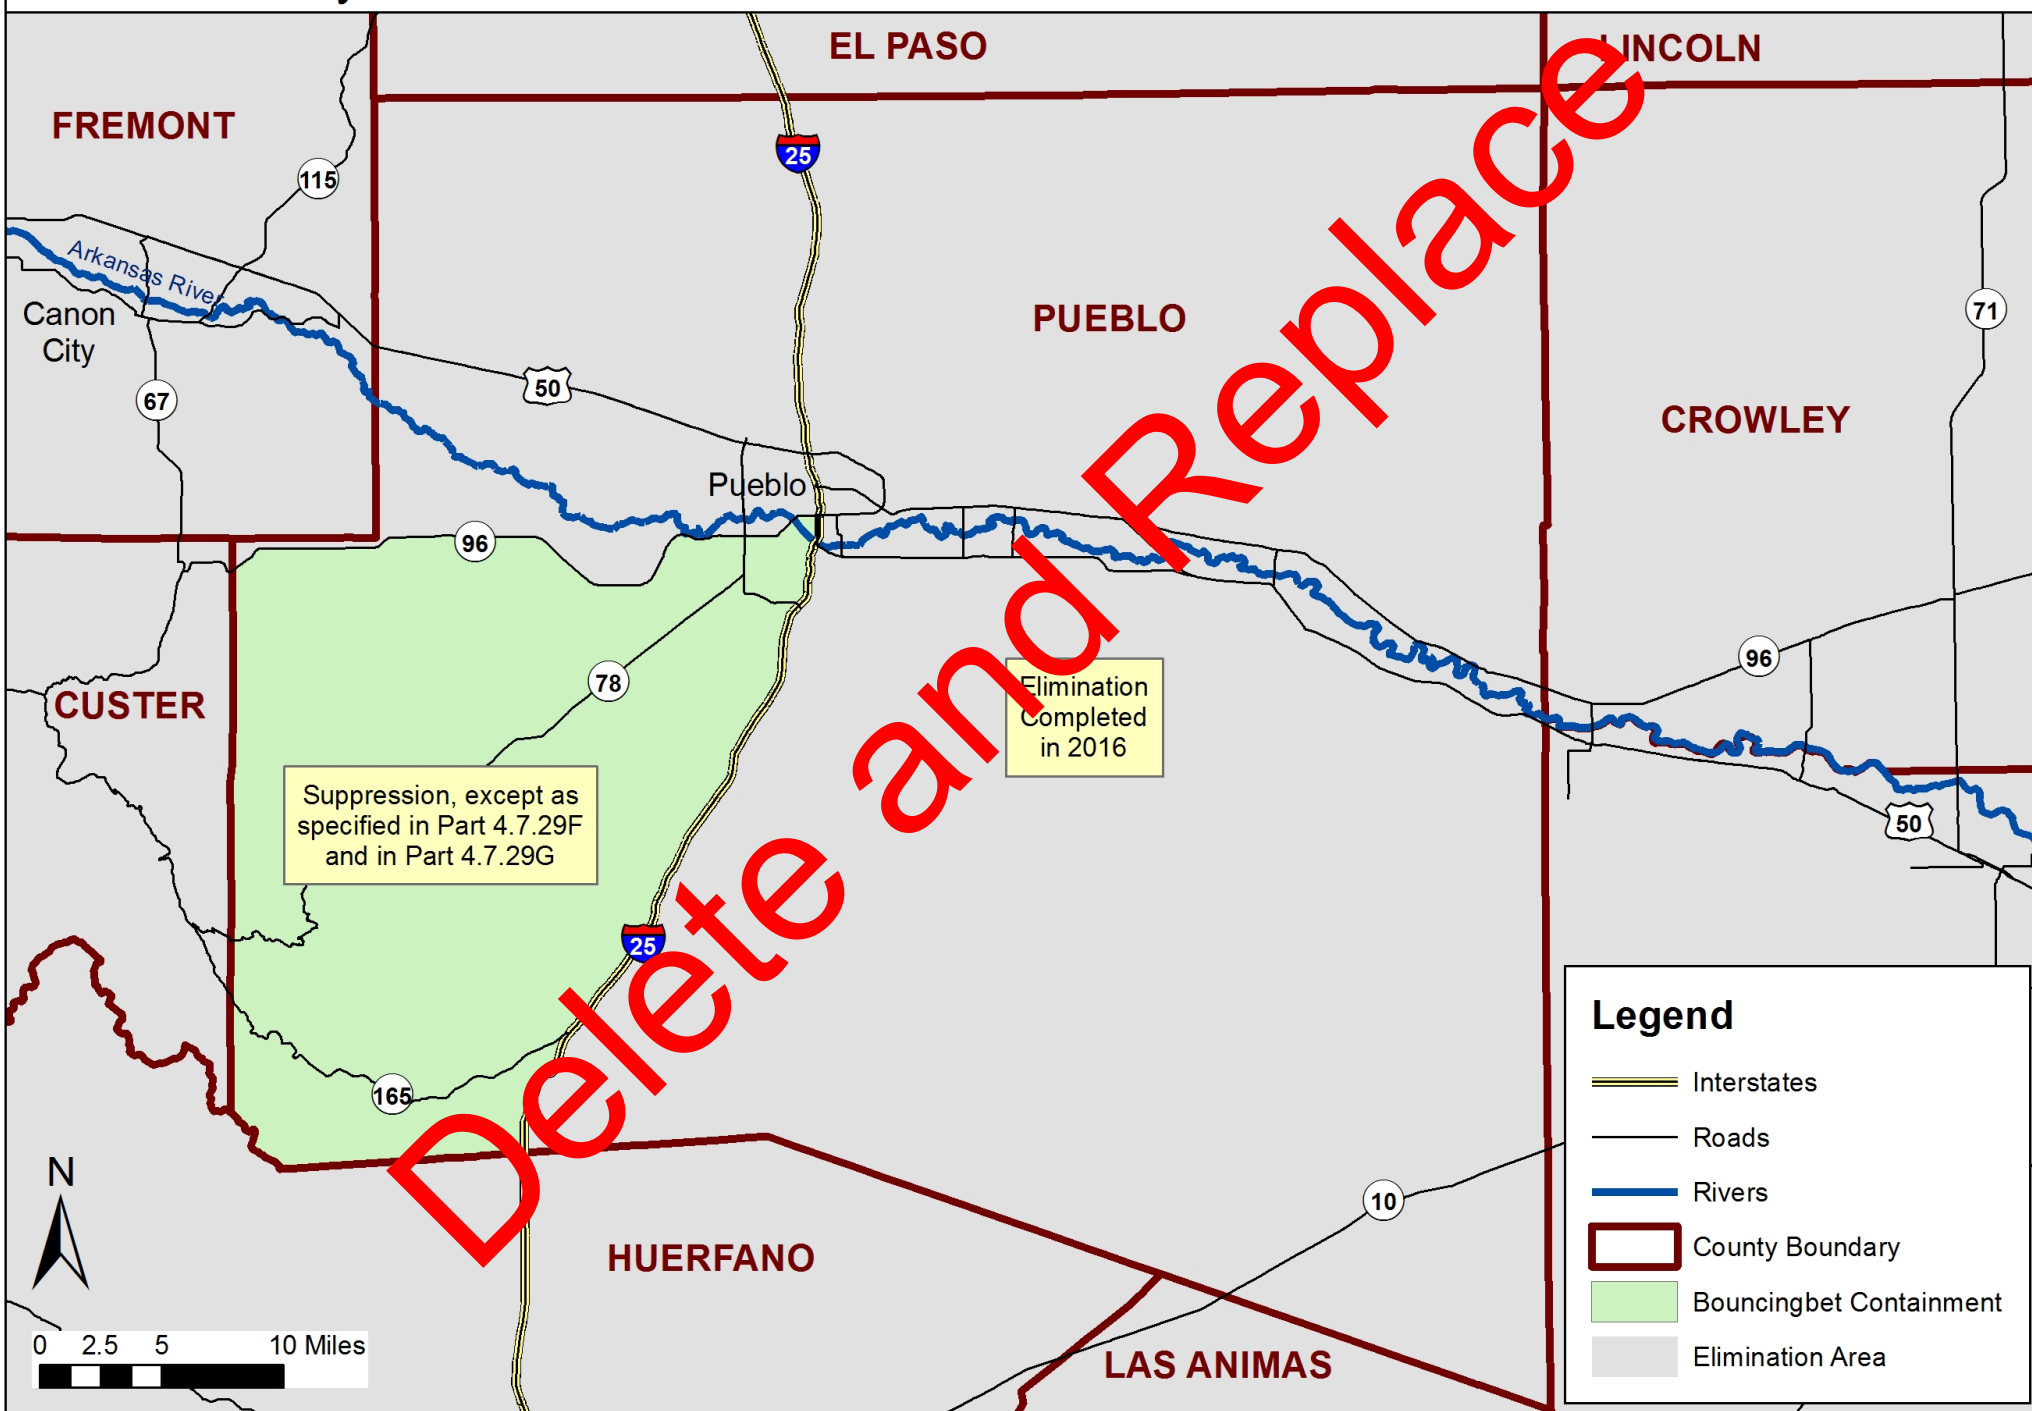 EL PASO
LINCOLN
FREMONT
25
115
Arkansas River
Canon
City
67
50
PUEBLO
71
CROWLEY
Pueblo
96
78
CUSTER
Elimination
Completed
in 2016
96
Suppression, except as
specified in Part 4.7.29F
and in Part 4.7.29G
50
25
165
10
HUERFANO
LAS ANIMAS
Delete and Replace
N
0 2.5 5 10 Miles
Legend
Interstates
Roads
Rivers
County Boundary
Bouncingbet Containment
Elimination Area